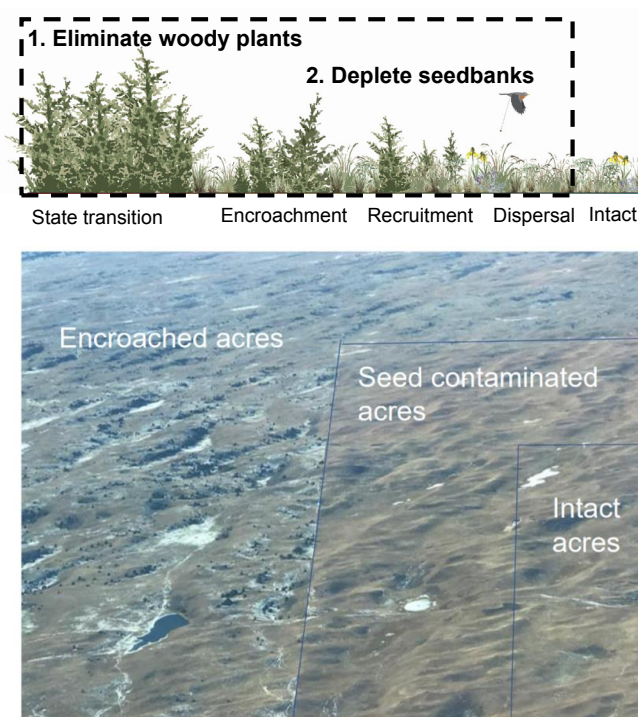 1. Eliminate woody plants
2. Deplete seedbanks
State transition Encroachment Recruitment Dispersal Intact
Encroached acres
Seed contaminated
acres
Intact
acres